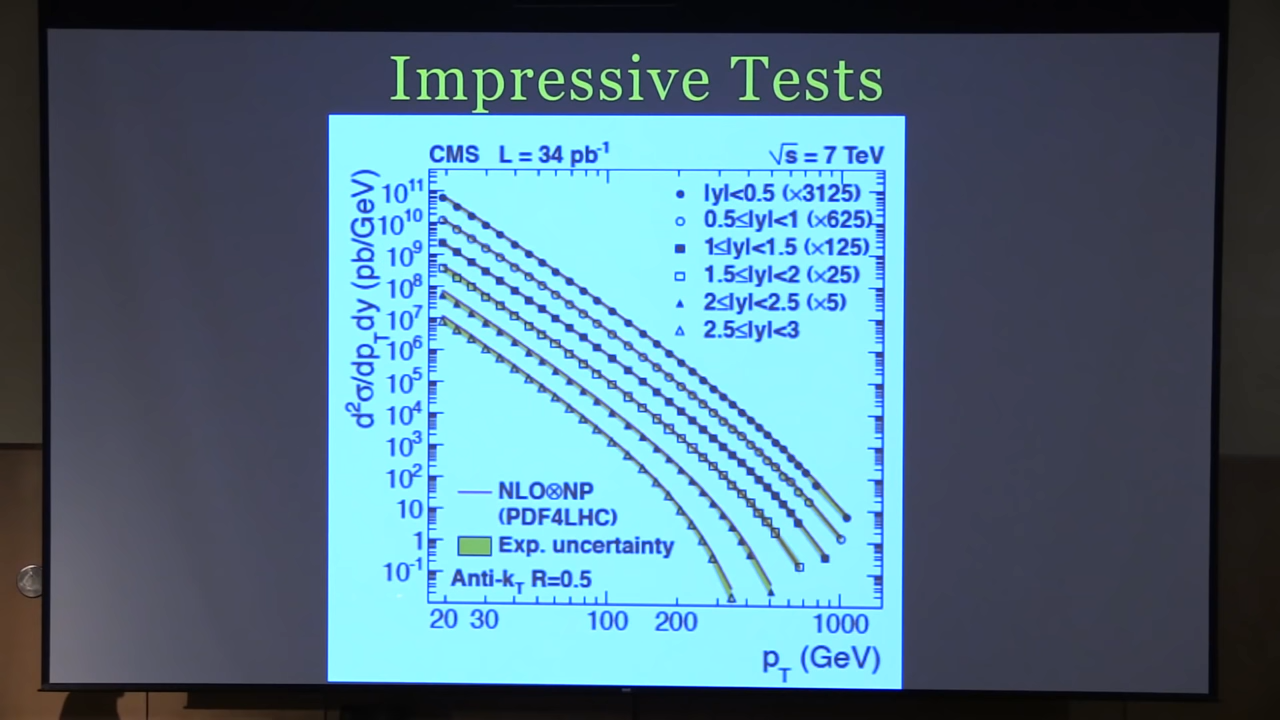 Impressive Tests
CMS L = 34 pb⁻¹ √s = 7 TeV
d²σ/dp_T dy (pb/GeV)
10¹¹
10¹⁰
10⁹
10⁸
10⁷
10⁶
10⁵
10⁴
10³
10²
10
1
10⁻¹
|y|<0.5 (×3125)
0.5≤|y|<1 (×625)
1≤|y|<1.5 (×125)
1.5≤|y|<2 (×25)
2≤|y|<2.5 (×5)
2.5≤|y|<3
NLO⊗NP
(PDF4LHC)
Exp. uncertainty
Anti-k_T R=0.5
20 30 100 200 1000
p_T (GeV)